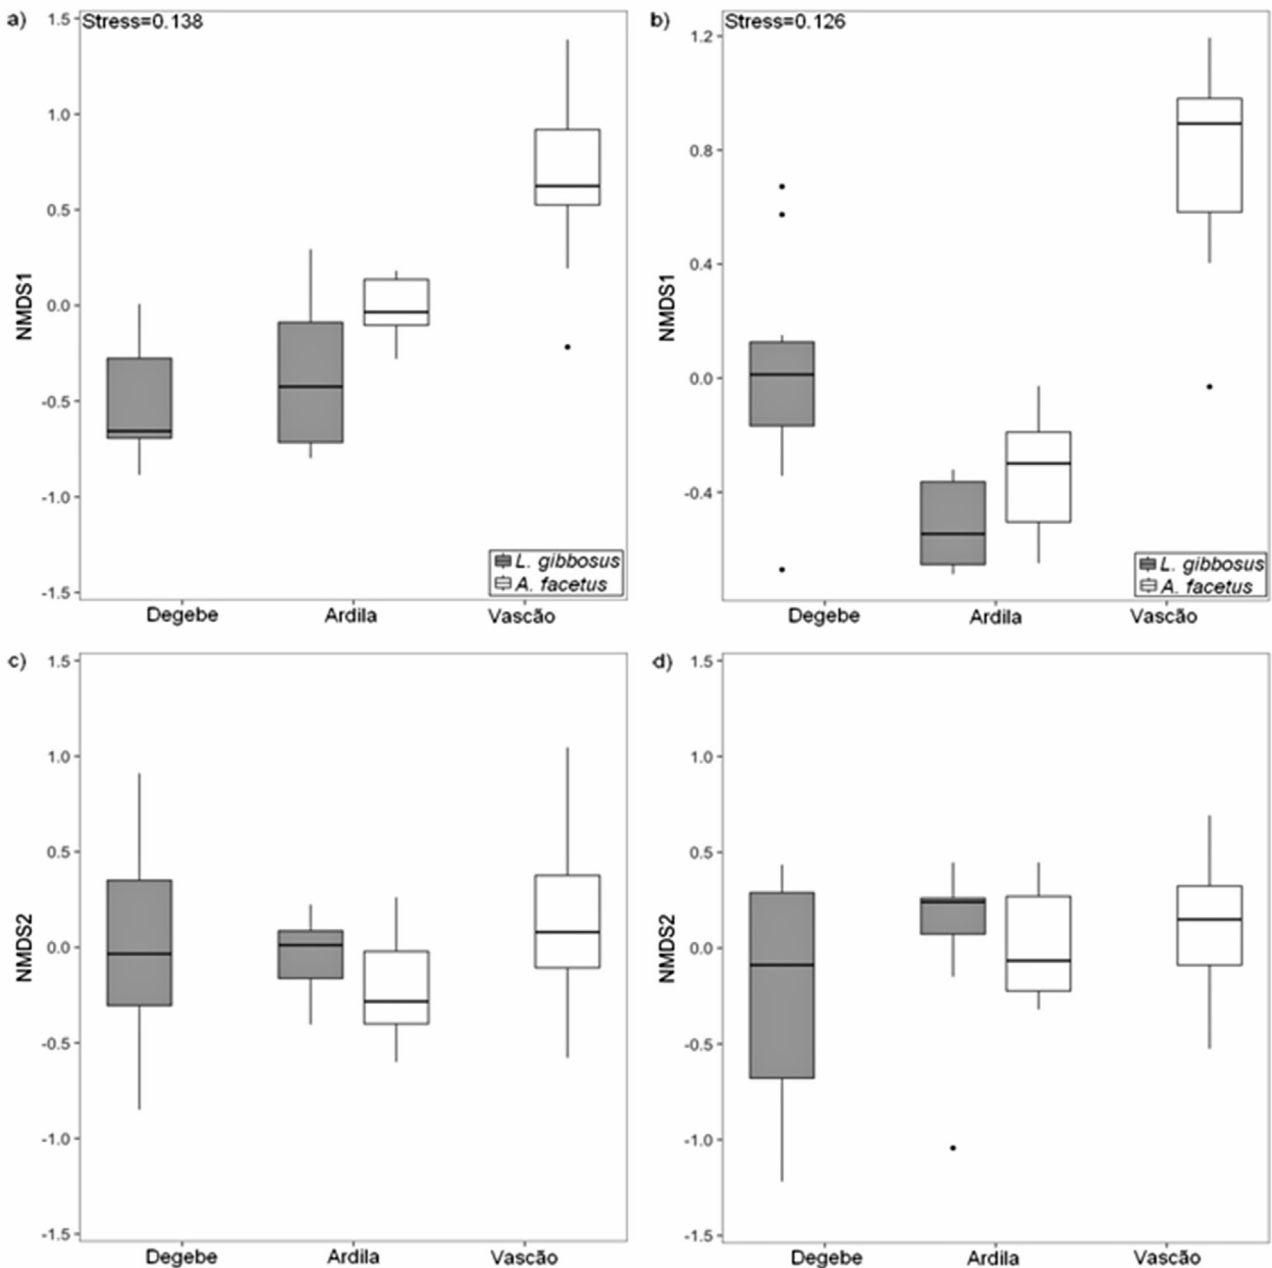 a)
Stress=0.138
1.5
1.0
0.5
0.0
-0.5
-1.0
-1.5
NMDS1
L. gibbosus
A. facetus
Degebe Ardila Vascão
b)
Stress=0.126
1.2
0.8
0.4
0.0
-0.4
NMDS1
L. gibbosus
A. facetus
Degebe Ardila Vascão
c)
1.5
1.0
0.5
0.0
-0.5
-1.0
-1.5
NMDS2
Degebe Ardila Vascão
d)
1.5
1.0
0.5
0.0
-0.5
-1.0
-1.5
NMDS2
Degebe Ardila Vascão